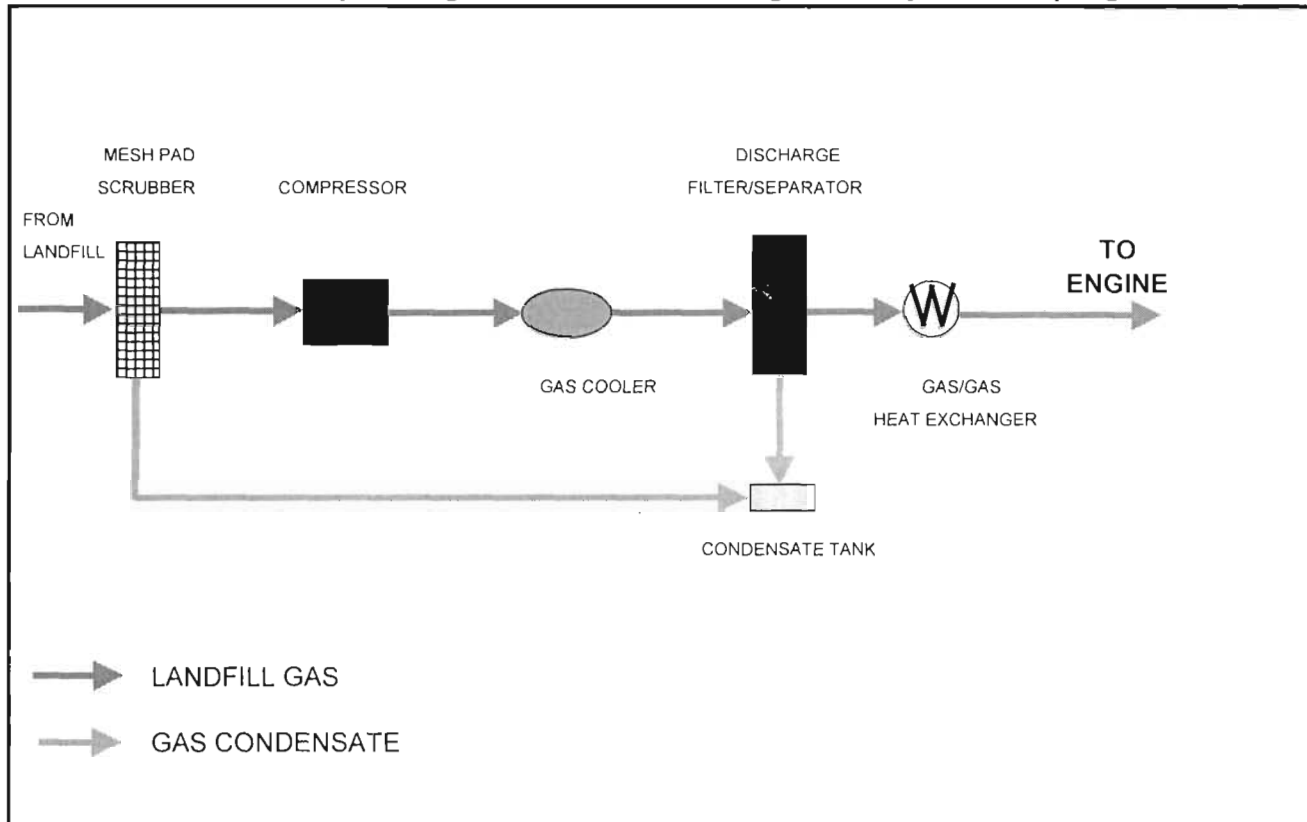 MESH PAD
SCRUBBER
COMPRESSOR
DISCHARGE
FILTER/SEPARATOR
FROM
LANDFILL
TO
ENGINE
GAS COOLER
GAS/GAS
HEAT EXCHANGER
CONDENSATE TANK
LANDFILL GAS
GAS CONDENSATE